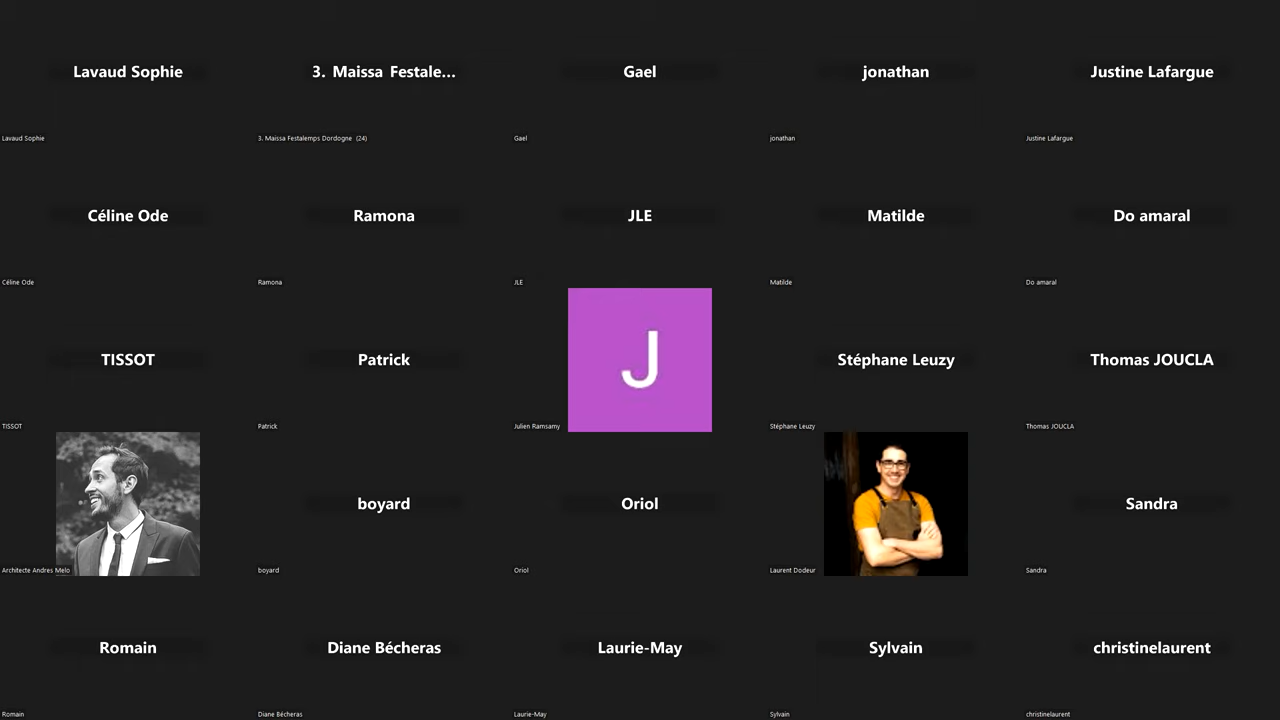 Lavaud Sophie
3. Maissa Festale...
Gael
jonathan
Justine Lafargue
Lavaud Sophie
3. Maissa Festalemps Dordogne (24)
Gael
jonathan
Justine Lafargue
Céline Ode
Ramona
JLE
Matilde
Do amaral
Céline Ode
Ramona
JLE
Matilde
Do amaral
TISSOT
Patrick
J
Stéphane Leuzy
Thomas JOUCLA
TISSOT
Patrick
Julien Ramsamy
Stéphane Leuzy
Thomas JOUCLA
boyard
Oriol
Sandra
Architecte Andres Melo
boyard
Oriol
Laurent Dodeur
Sandra
Romain
Diane Bécheras
Laurie-May
Sylvain
christinelaurent
Romain
Diane Bécheras
Laurie-May
Sylvain
christinelaurent